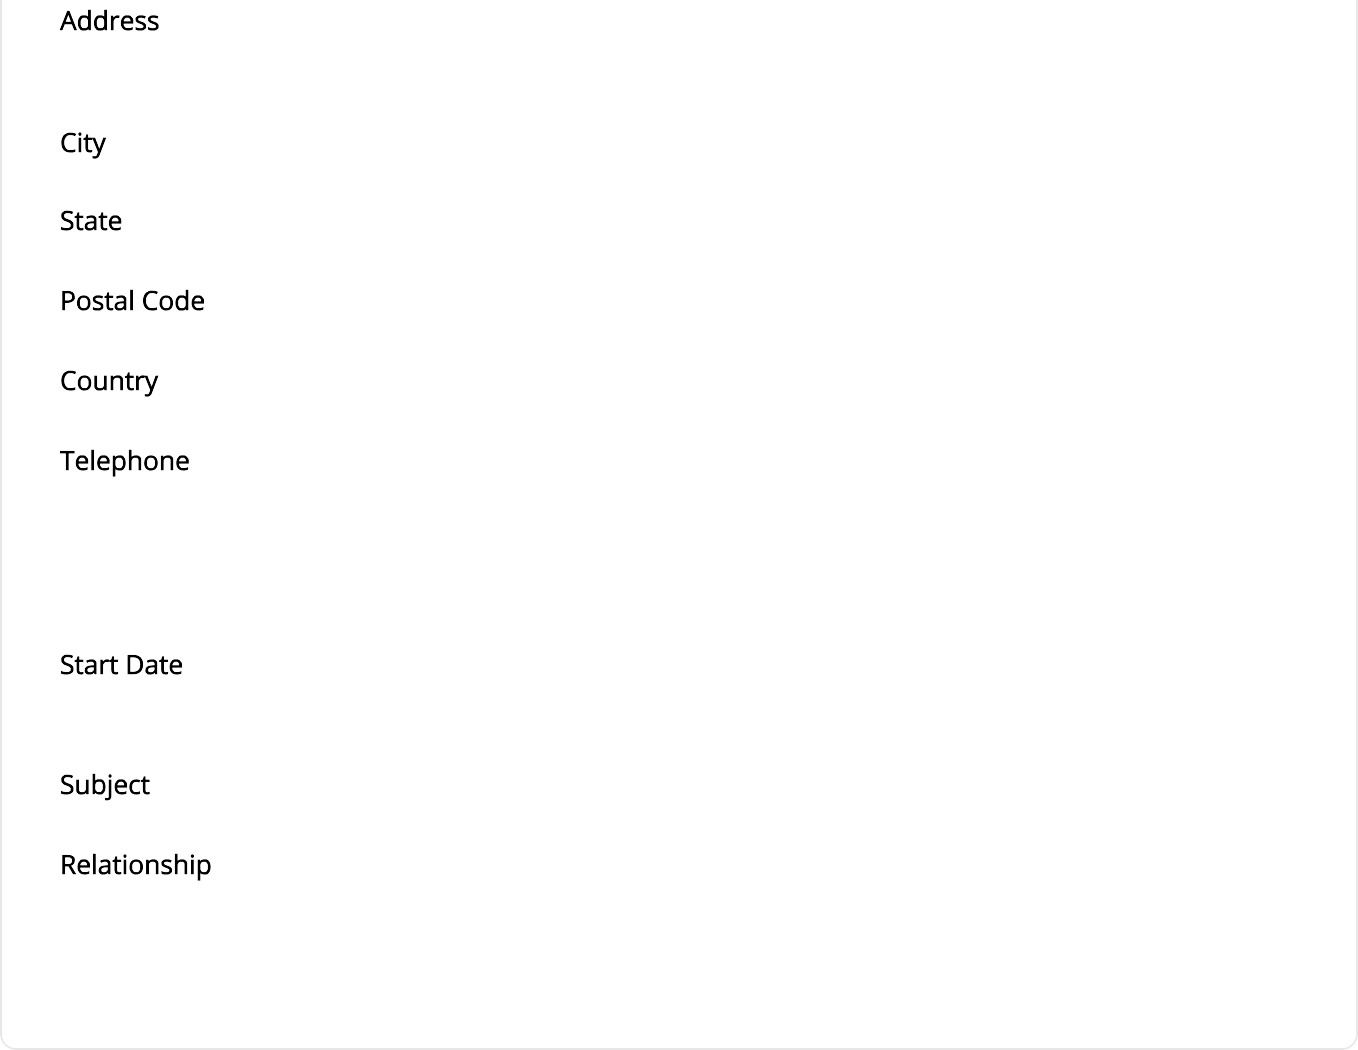 Address
City
State
Postal Code
Country
Telephone
Start Date
Subject
Relationship